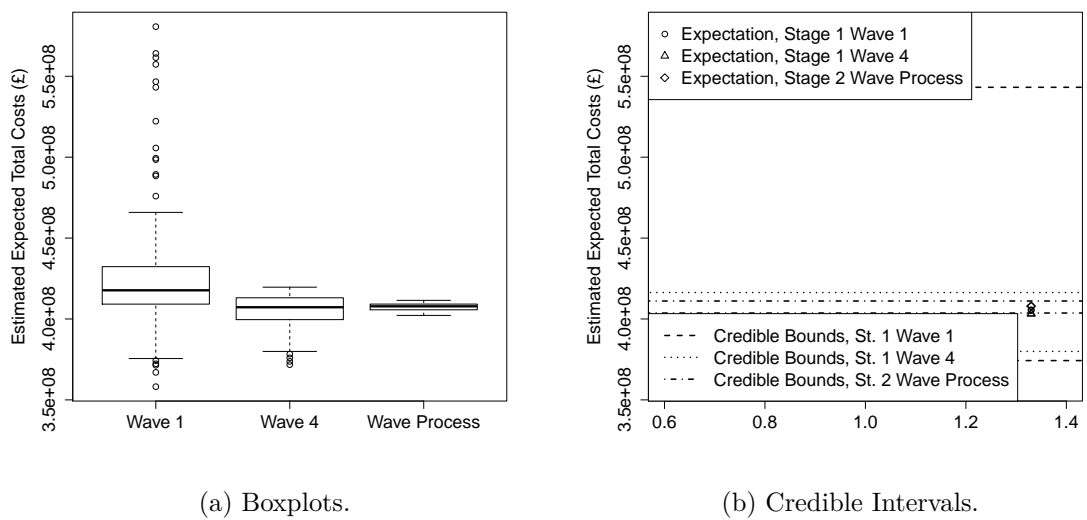 Estimated Expected Total Costs (£)
5.5e+08
5.0e+08
4.5e+08
4.0e+08
3.5e+08
Wave 1
Wave 4
Wave Process
(a) Boxplots.
Estimated Expected Total Costs (£)
5.5e+08
5.0e+08
4.5e+08
4.0e+08
3.5e+08
Expectation, Stage 1 Wave 1
Expectation, Stage 1 Wave 4
Expectation, Stage 2 Wave Process
Credible Bounds, St. 1 Wave 1
Credible Bounds, St. 1 Wave 4
Credible Bounds, St. 2 Wave Process
0.6 0.8 1.0 1.2 1.4
(b) Credible Intervals.